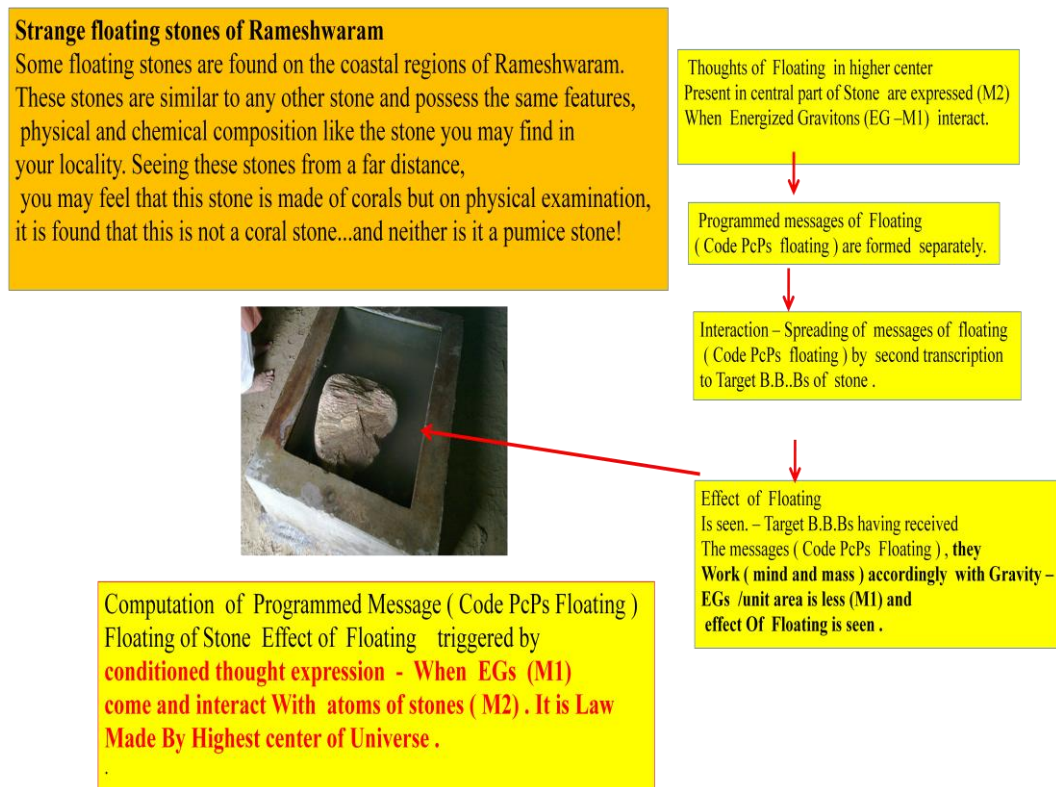 Strange floating stones of Rameshwaram
Some floating stones are found on the coastal regions of Rameshwaram.
These stones are similar to any other stone and possess the same features,
physical and chemical composition like the stone you may find in
your locality. Seeing these stones from a far distance,
you may feel that this stone is made of corals but on physical examination,
it is found that this is not a coral stone...and neither is it a pumice stone!
Thoughts of Floating in higher center
Present in central part of Stone are expressed (M2)
When Energized Gravitons (EG –M1) interact.
Programmed messages of Floating
( Code PcPs floating ) are formed separately.
Interaction – Spreading of messages of floating
( Code PcPs floating ) by second transcription
to Target B.B..Bs of stone .
Effect of Floating
Is seen. – Target B.B.Bs having received
The messages ( Code PcPs Floating ) , they
Work ( mind and mass ) accordingly with Gravity –
EGs /unit area is less (M1) and
effect Of Floating is seen .
Computation of Programmed Message ( Code PcPs Floating )
Floating of Stone Effect of Floating triggered by
conditioned thought expression - When EGs (M1)
come and interact With atoms of stones ( M2) . It is Law
Made By Highest center of Universe .
.